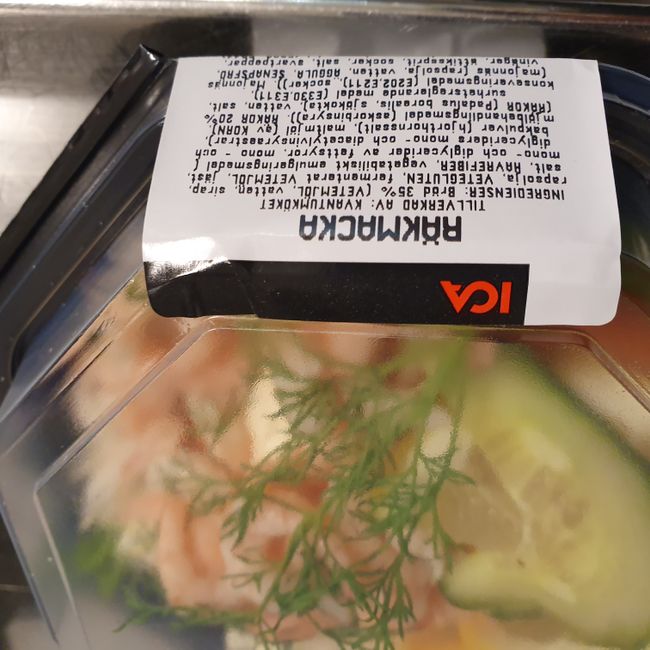 ICA
RÄKMACKA
TILLVERKAD AV: KVANTUMKÖKET
INGREDIENSER: Bröd 35% (VETEMJÖL, vatten, sirap,
rapsolja, VETEGLUTEN, fermenterat VETEMJÖL, jäst,
salt, HAVREFIBER, vegetabiliskt emulgeringsmedel (
mono- och diglycerider av fettsyror, mono- och -
diglyceriders mono- och diacetylvinsyraestrar)
bakpulver (hjorthornssalt), maltmjöl (av KORN),
mjölbehandlingsmedel (askorbinsyra)), RÄKOR 20%
(RÄKOR (Padalus borealis, sjökokta), vatten, salt,
surhetsreglerande medel (E330,E331),
konserveringsmedel (E202,E211), socker)), Majonnäs
(majonnäs (rapsolja, vatten, ÄGGULA, SENAPSFRÖ,
vinäger, ättiksprit, socker, salt, svartpeppar,